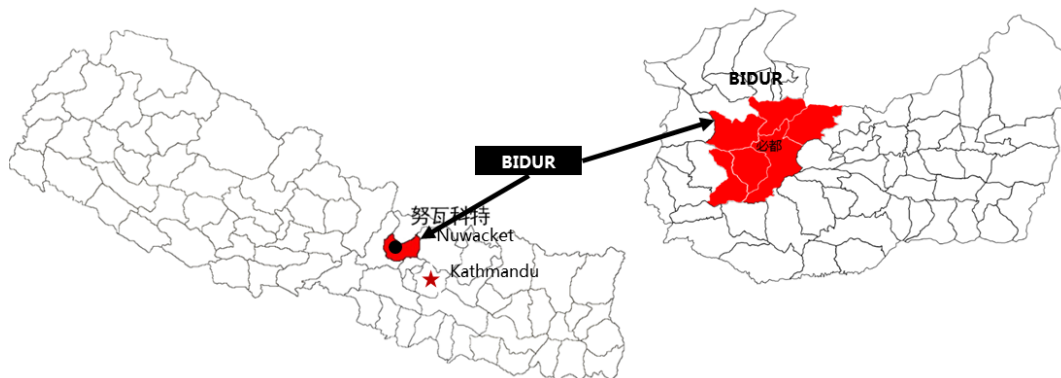 BIDUR
必都
BIDUR
努瓦科特
Nuwacket
Kathmandu